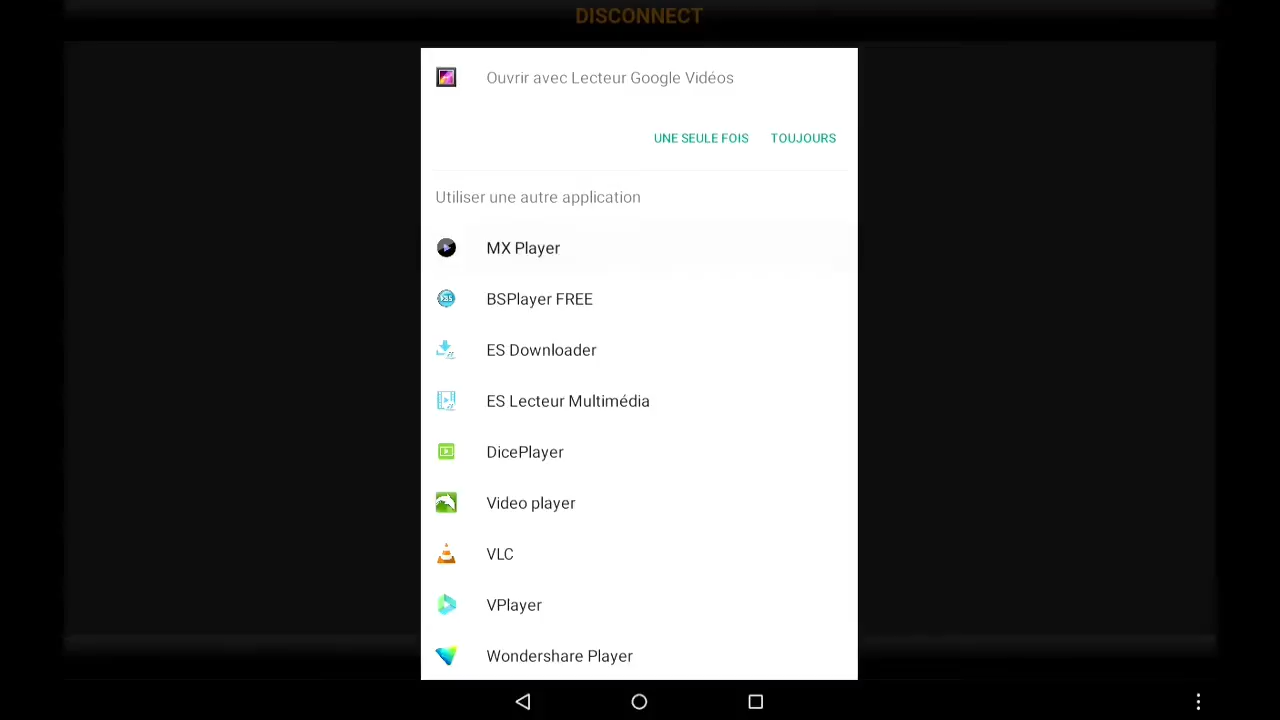 DISCONNECT
Ouvrir avec Lecteur Google Vidéos
UNE SEULE FOIS TOUJOURS
Utiliser une autre application
MX Player
BSPlayer FREE
ES Downloader
ES Lecteur Multimédia
DicePlayer
Video player
VLC
VPlayer
Wondershare Player